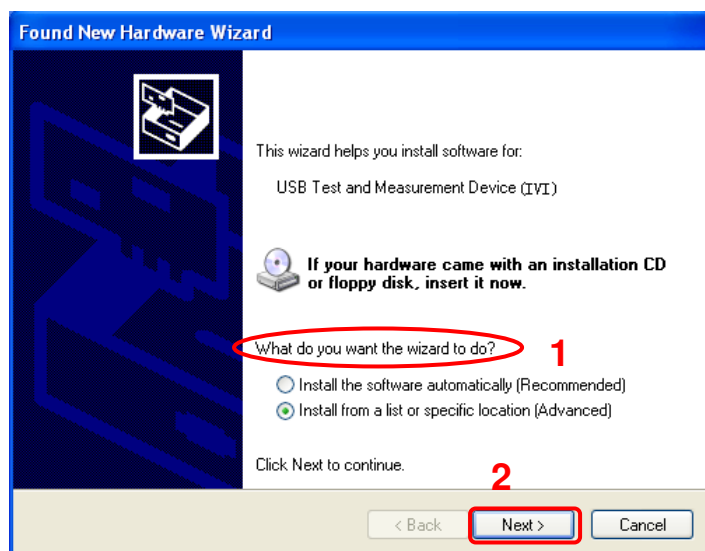 Found New Hardware Wizard
This wizard helps you install software for:
USB Test and Measurement Device (IVI)
If your hardware came with an installation CD
or floppy disk, insert it now.
What do you want the wizard to do?
1
Install the software automatically (Recommended)
Install from a list or specific location (Advanced)
Click Next to continue.
2
< Back
Next >
Cancel